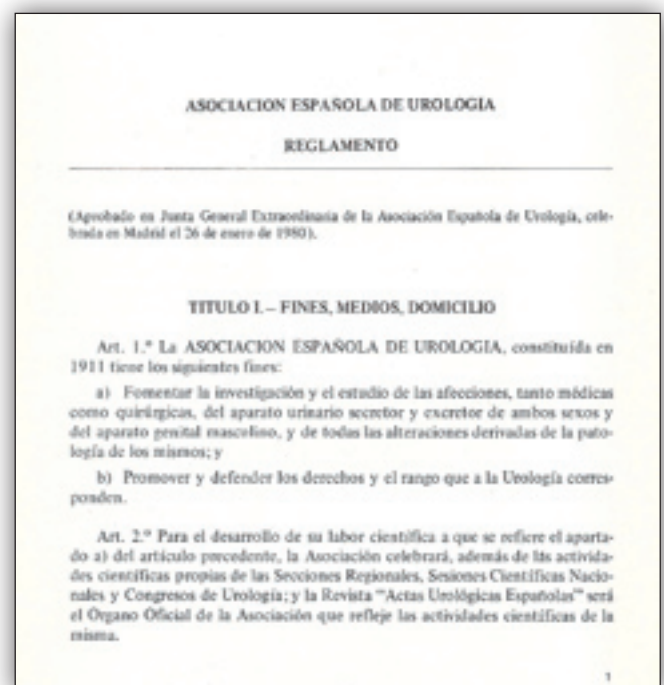 ASOCIACION ESPAÑOLA DE UROLOGIA
REGLAMENTO
(Aprobado en Junta General Extraordinaria de la Asociación Española de Urología, cele-
brada en Madrid el 26 de enero de 1980).
TITULO I.– FINES, MEDIOS, DOMICILIO
Art. 1.º La ASOCIACION ESPAÑOLA DE UROLOGIA, constituída en
1911 tiene los siguientes fines:
a) Fomentar la investigación y el estudio de las afecciones, tanto médicas
como quirúrgicas, del aparato urinario secretor y excretor de ambos sexos y
del aparato genital masculino, y de todas las alteraciones derivadas de la pato-
logía de los mismos; y
b) Promover y defender los derechos y el rango que a la Urología corres-
ponden.
Art. 2.º Para el desarrollo de su labor científica a que se refiere el aparta-
do a) del artículo precedente, la Asociación celebrará, además de las activida-
des científicas propias de las Secciones Regionales, Sesiones Científicas Nacio-
nales y Congresos de Urología; y la Revista "Actas Urológicas Españolas" será
el Organo Oficial de la Asociación que refleje las actividades científicas de la
misma.
1